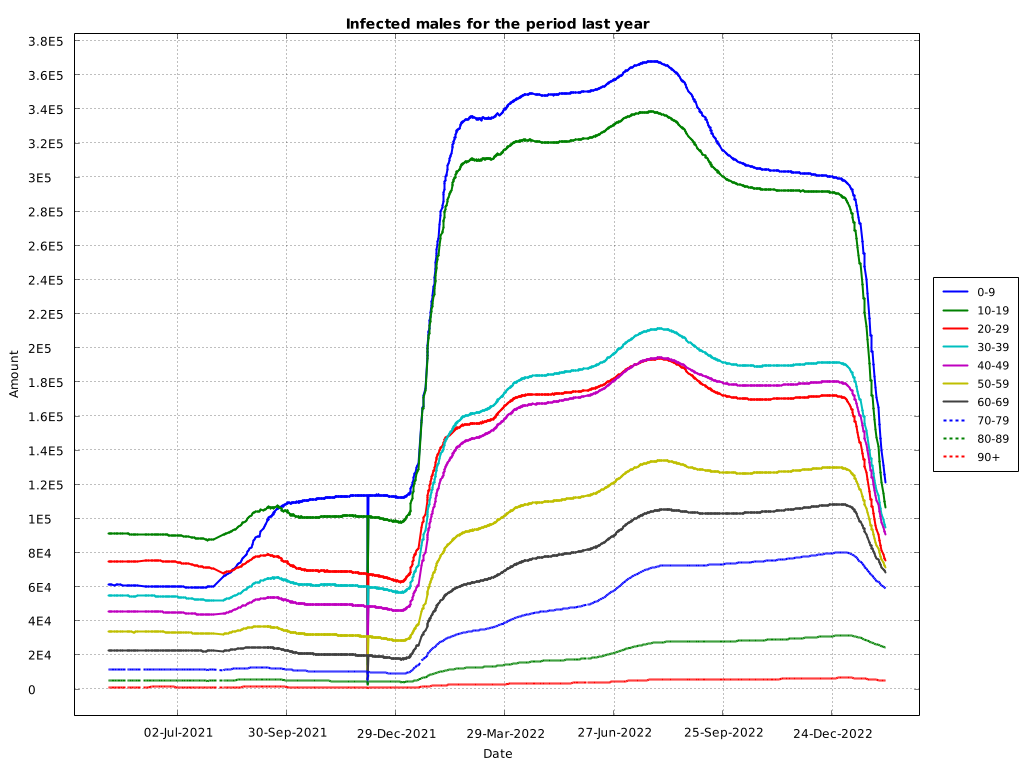 Infected males for the period last year
3.8E5
3.6E5
3.4E5
3.2E5
3E5
2.8E5
2.6E5
2.4E5
2.2E5
2E5
1.8E5
1.6E5
1.4E5
1.2E5
1E5
8E4
6E4
4E4
2E4
0
Amount
02-Jul-2021
30-Sep-2021
29-Dec-2021
29-Mar-2022
27-Jun-2022
25-Sep-2022
24-Dec-2022
Date
0-9
10-19
20-29
30-39
40-49
50-59
60-69
70-79
80-89
90+